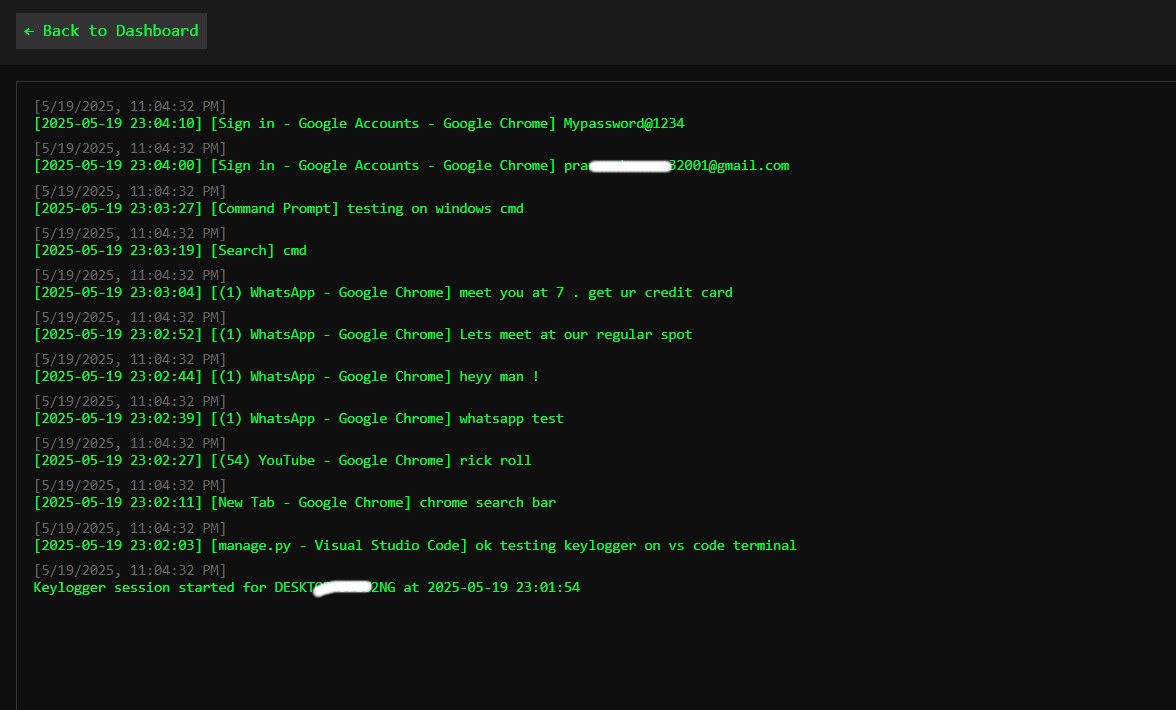 ← Back to Dashboard
[5/19/2025, 11:04:32 PM]
[2025-05-19 23:04:10] [Sign in - Google Accounts - Google Chrome] Mypassword@1234
[5/19/2025, 11:04:32 PM]
[2025-05-19 23:04:00] [Sign in - Google Accounts - Google Chrome] pra 32001@gmail.com
[5/19/2025, 11:04:32 PM]
[2025-05-19 23:03:27] [Command Prompt] testing on windows cmd
[5/19/2025, 11:04:32 PM]
[2025-05-19 23:03:19] [Search] cmd
[5/19/2025, 11:04:32 PM]
[2025-05-19 23:03:04] [(1) WhatsApp - Google Chrome] meet you at 7 . get ur credit card
[5/19/2025, 11:04:32 PM]
[2025-05-19 23:02:52] [(1) WhatsApp - Google Chrome] Lets meet at our regular spot
[5/19/2025, 11:04:32 PM]
[2025-05-19 23:02:44] [(1) WhatsApp - Google Chrome] heyy man !
[5/19/2025, 11:04:32 PM]
[2025-05-19 23:02:39] [(1) WhatsApp - Google Chrome] whatsapp test
[5/19/2025, 11:04:32 PM]
[2025-05-19 23:02:27] [(54) YouTube - Google Chrome] rick roll
[5/19/2025, 11:04:32 PM]
[2025-05-19 23:02:11] [New Tab - Google Chrome] chrome search bar
[5/19/2025, 11:04:32 PM]
[2025-05-19 23:02:03] [manage.py - Visual Studio Code] ok testing keylogger on vs code terminal
[5/19/2025, 11:04:32 PM]
Keylogger session started for DESKT 2NG at 2025-05-19 23:01:54